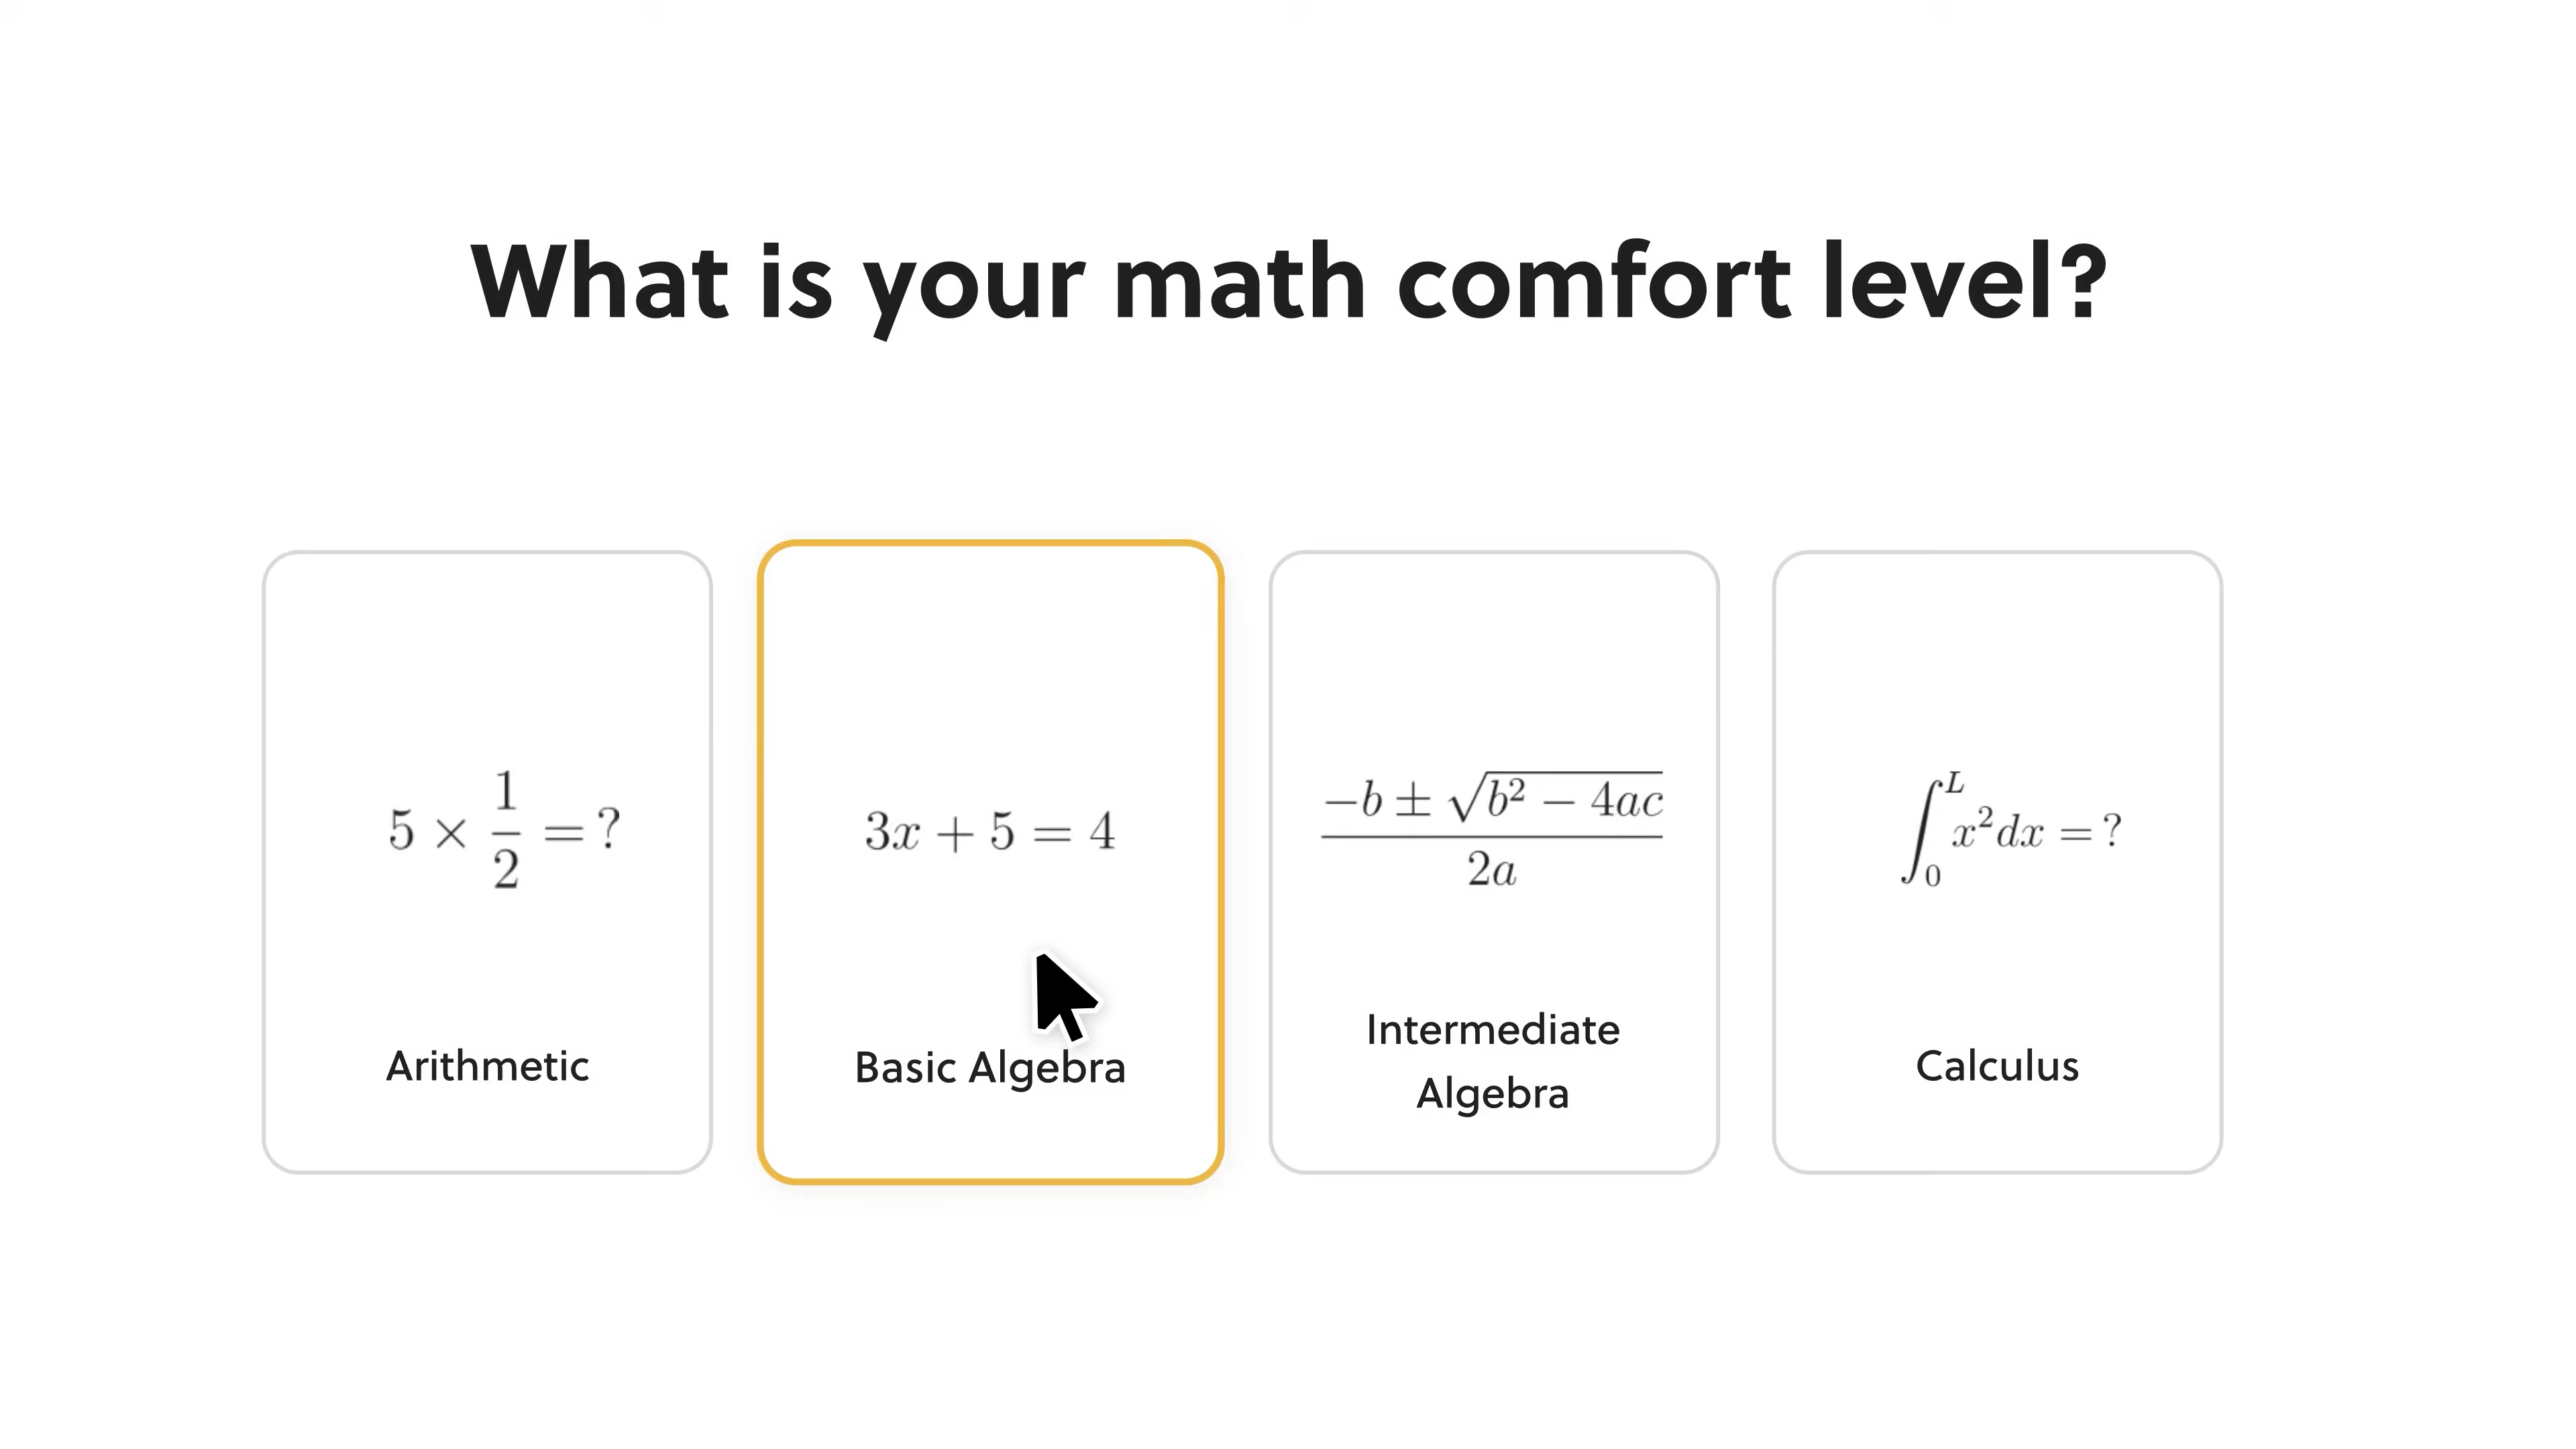 What is your math comfort level?
5 × 1/2 = ?
Arithmetic
3x + 5 = 4
Basic Algebra
(-b ± √(b² - 4ac)) / 2a
Intermediate
Algebra
∫₀ᴸ x²dx = ?
Calculus